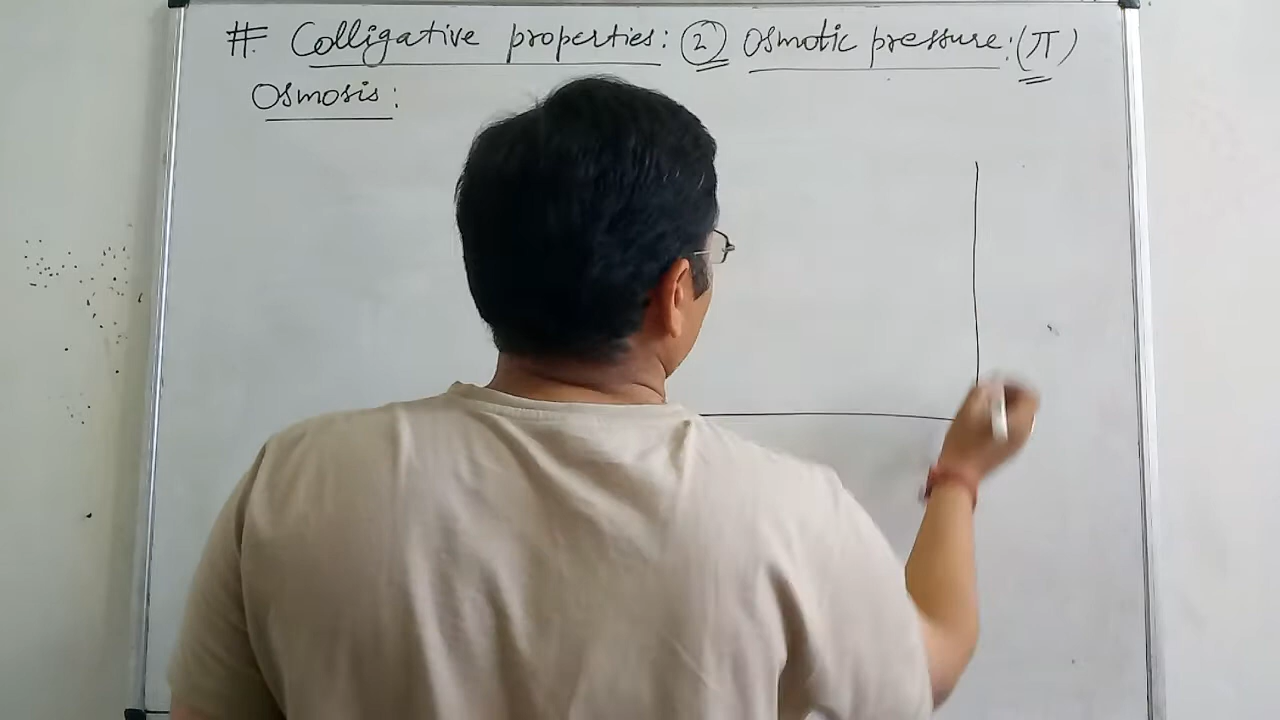 # Colligative properties: ② Osmotic pressure: (π)
Osmosis: